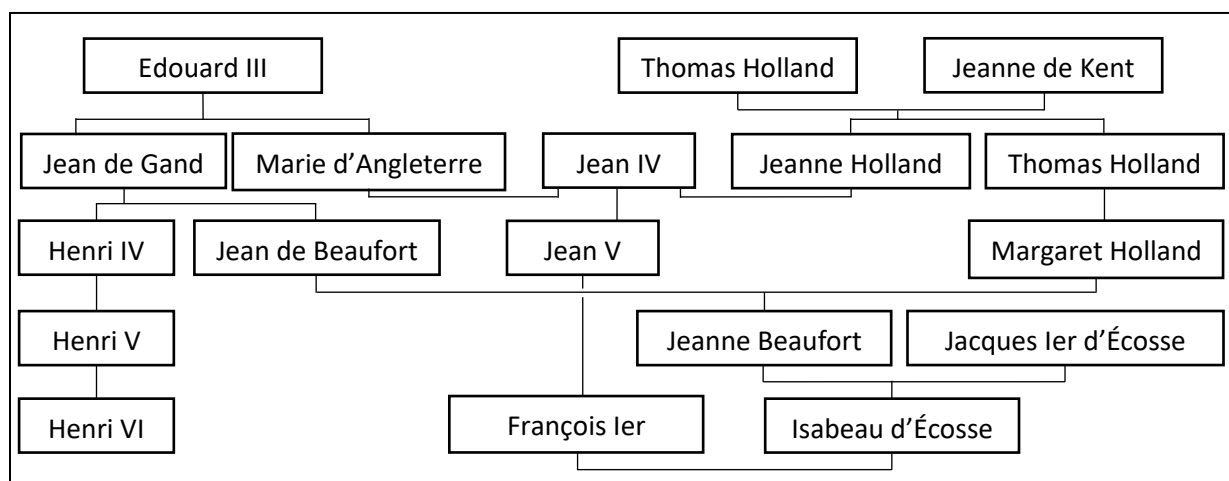 Edouard III
Thomas Holland
Jeanne de Kent
Jean de Gand
Marie d’Angleterre
Jean IV
Jeanne Holland
Thomas Holland
Henri IV
Jean de Beaufort
Jean V
Margaret Holland
Henri V
Jeanne Beaufort
Jacques Ier d’Écosse
Henri VI
François Ier
Isabeau d’Écosse